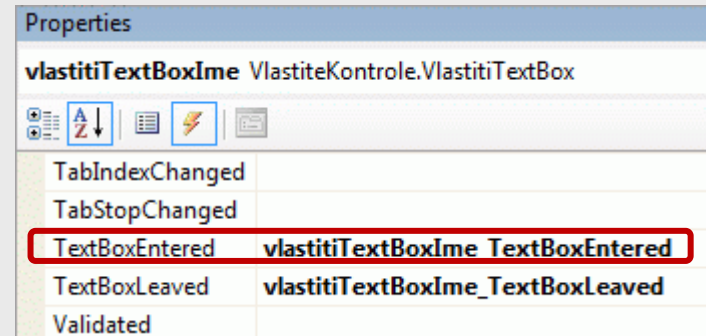 Properties
vlastitiTextBoxIme VlastiteKontrole.VlastitiTextBox
A Z
TabIndexChanged
TabStopChanged
TextBoxEntered vlastitiTextBoxIme_TextBoxEntered
TextBoxLeaved vlastitiTextBoxIme_TextBoxLeaved
Validated